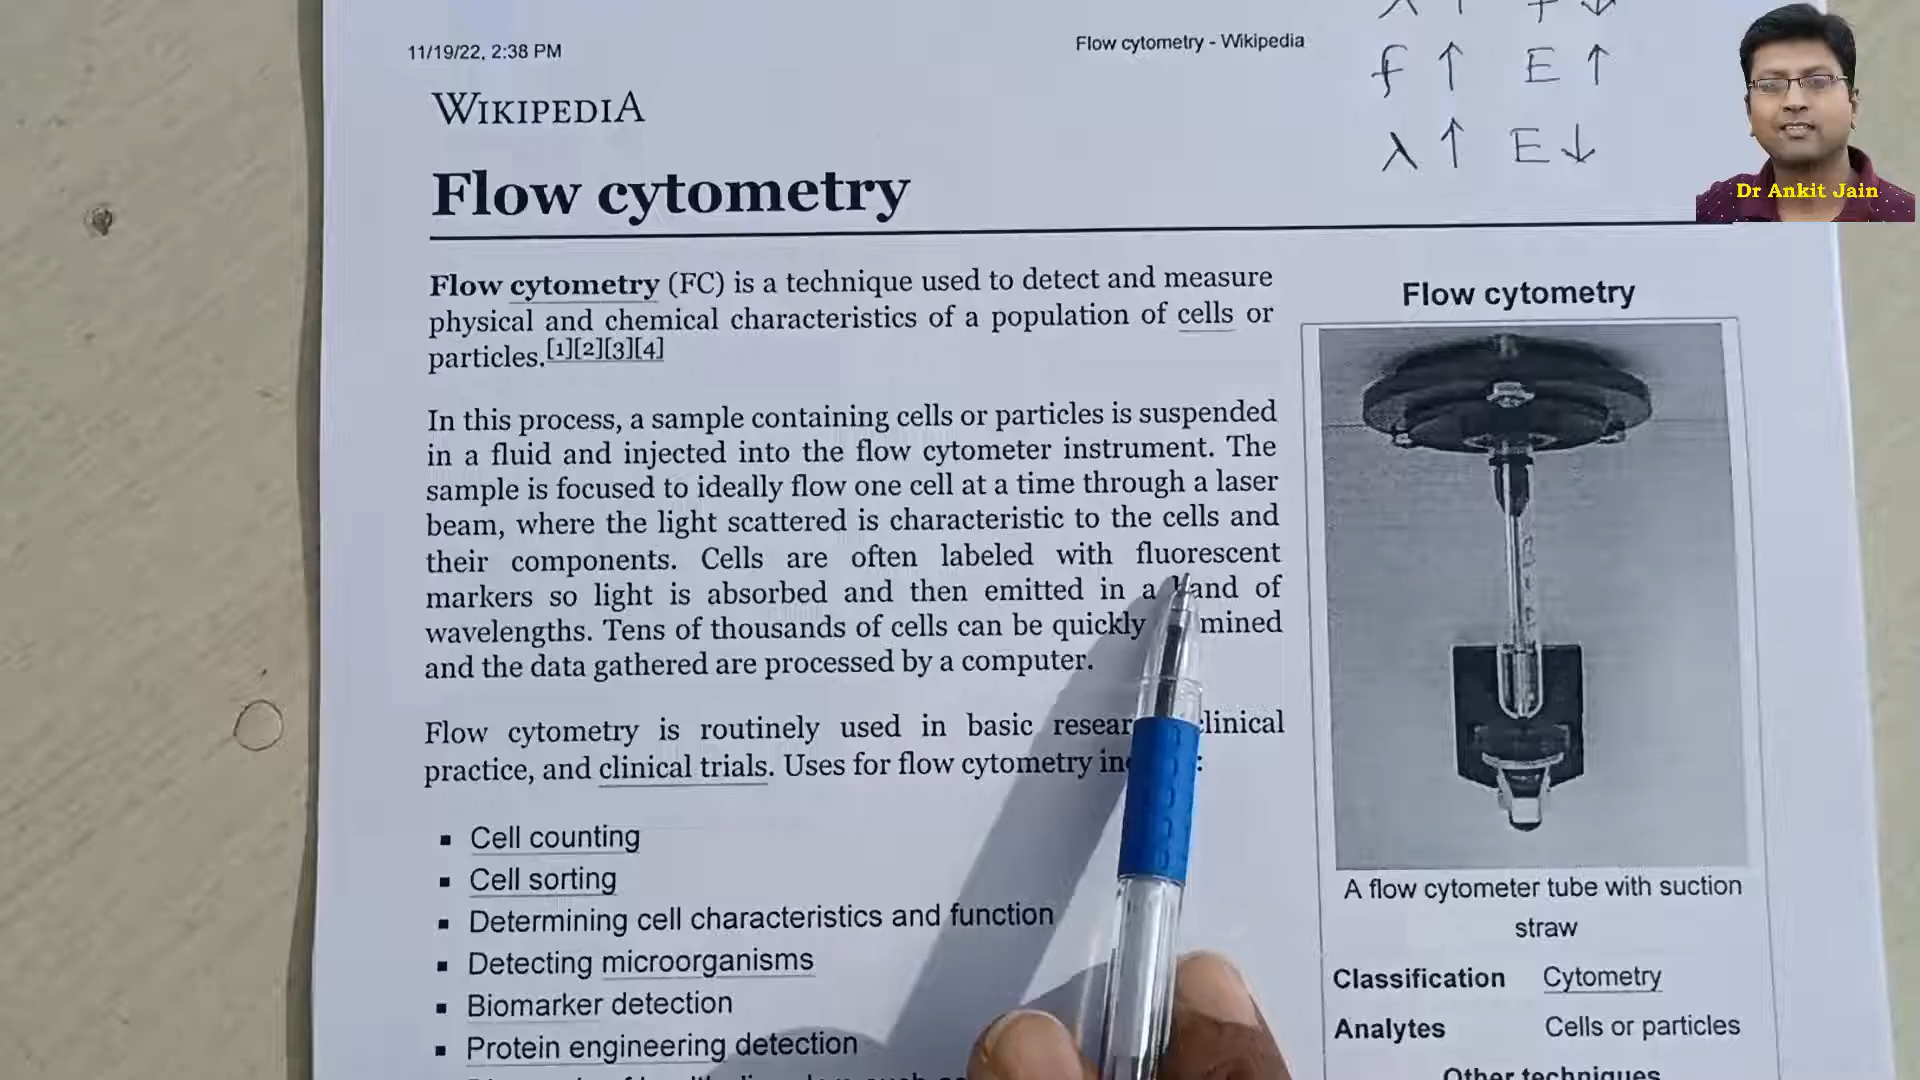 11/19/22, 2:38 PM
Flow cytometry - Wikipedia
f ↑ E ↑
λ ↑ E ↓
WIKIPEDIA
Dr Ankit Jain
Flow cytometry
Flow cytometry (FC) is a technique used to detect and measure
physical and chemical characteristics of a population of cells or
particles.[1][2][3][4]
In this process, a sample containing cells or particles is suspended
in a fluid and injected into the flow cytometer instrument. The
sample is focused to ideally flow one cell at a time through a laser
beam, where the light scattered is characteristic to the cells and
their components. Cells are often labeled with fluorescent
markers so light is absorbed and then emitted in a band of
wavelengths. Tens of thousands of cells can be quickly
and the data gathered are processed by a computer.
Flow cytometry is routinely used in basic clinical
practice, and clinical trials. Uses for flow cytometry
▪ Cell counting
▪ Cell sorting
▪ Determining cell characteristics and function
▪ Detecting microorganisms
▪ Biomarker detection
▪ Protein engineering detection
Flow cytometry
A flow cytometer tube with suction
straw
Classification Cytometry
Analytes Cells or particles
Other techniques